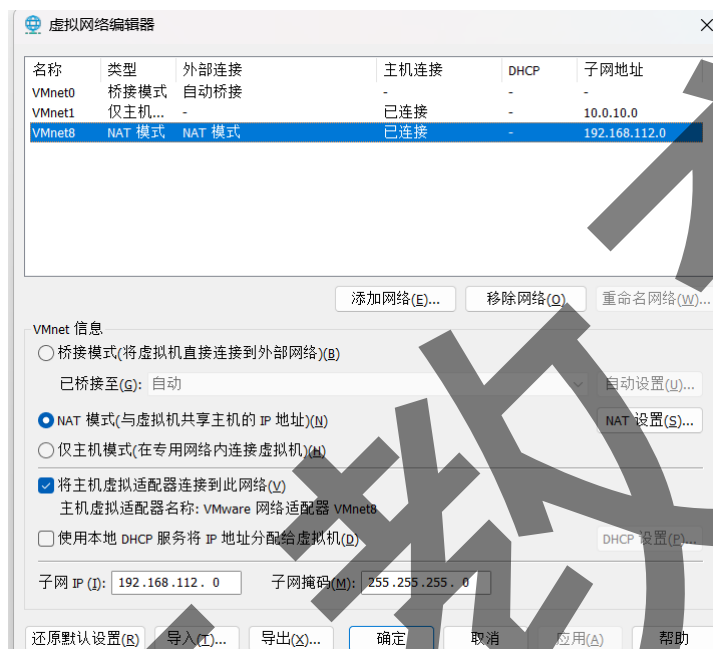 虚拟网络编辑器
名称 类型 外部连接 主机连接 DHCP 子网地址
VMnet0 桥接模式 自动桥接 - - -
VMnet1 仅主机... - 已连接 - 10.0.10.0
VMnet8 NAT 模式 NAT 模式 已连接 - 192.168.112.0
添加网络(E)... 移除网络(O) 重命名网络(W)...
VMnet 信息
桥接模式(将虚拟机直接连接到外部网络)(B)
已桥接至(G): 自动 自动设置(U)...
NAT 模式(与虚拟机共享主机的 IP 地址)(N) NAT 设置(S)...
仅主机模式(在专用网络内连接虚拟机)(H)
将主机虚拟适配器连接到此网络(V)
主机虚拟适配器名称: VMware 网络适配器 VMnet8
使用本地 DHCP 服务将 IP 地址分配给虚拟机(D) DHCP 设置(P)...
子网 IP (I): 192.168.112. 0 子网掩码(M): 255.255.255. 0
还原默认设置(R) 导入(T)... 导出(X)... 确定 取消 应用(A) 帮助